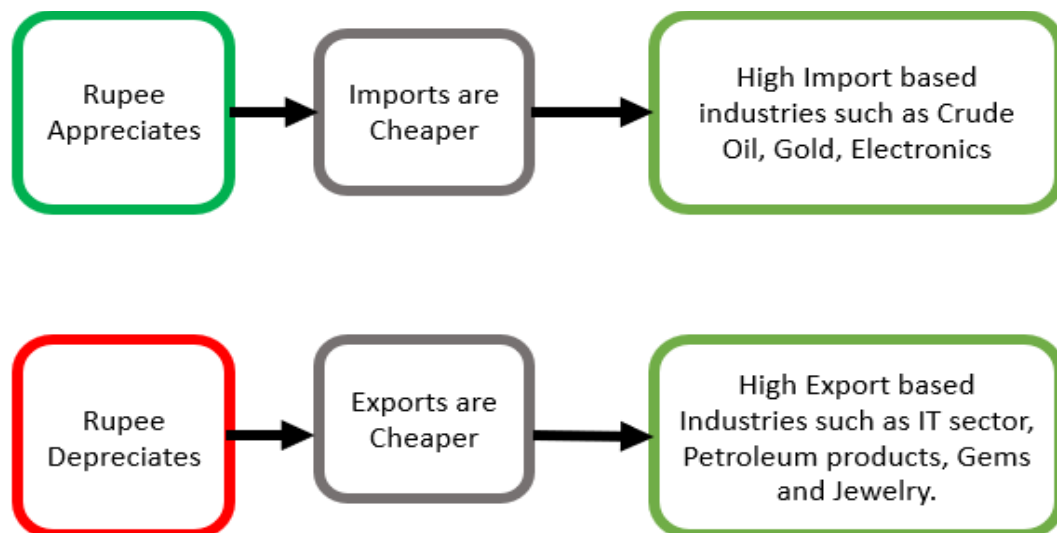 Rupee
Appreciates
Imports are
Cheaper
High Import based
industries such as Crude
Oil, Gold, Electronics
Rupee
Depreciates
Exports are
Cheaper
High Export based
Industries such as IT sector,
Petroleum products, Gems
and Jewelry.